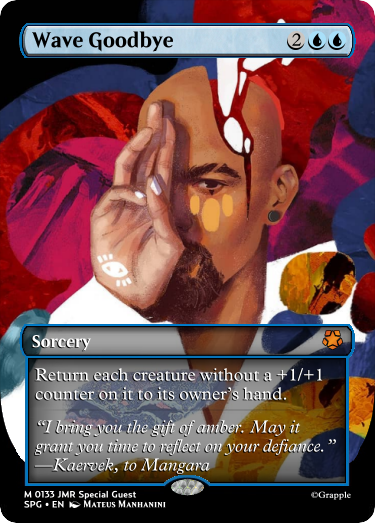 Wave Goodbye 2
Sorcery
Return each creature without a +1/+1
counter on it to its owner's hand.
“I bring you the gift of amber. May it
grant you time to reflect on your defiance.”
—Kaervek, to Mangara
M 0133 JMR Special Guest
SPG • EN Mateus Manhanini
©Grapple